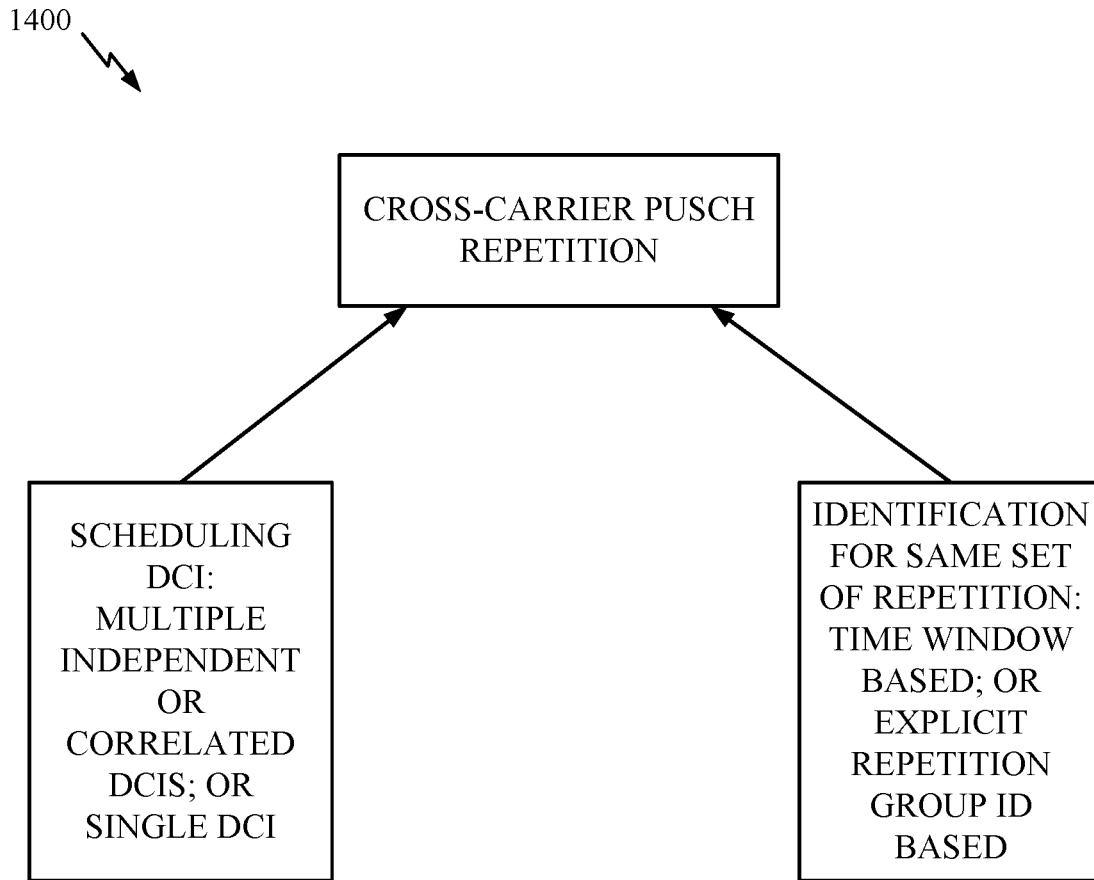 1400
CROSS-CARRIER PUSCH
REPETITION
SCHEDULING
DCI:
MULTIPLE
INDEPENDENT
OR
CORRELATED
DCIS; OR
SINGLE DCI
IDENTIFICATION
FOR SAME SET
OF REPETITION:
TIME WINDOW
BASED; OR
EXPLICIT
REPETITION
GROUP ID
BASED